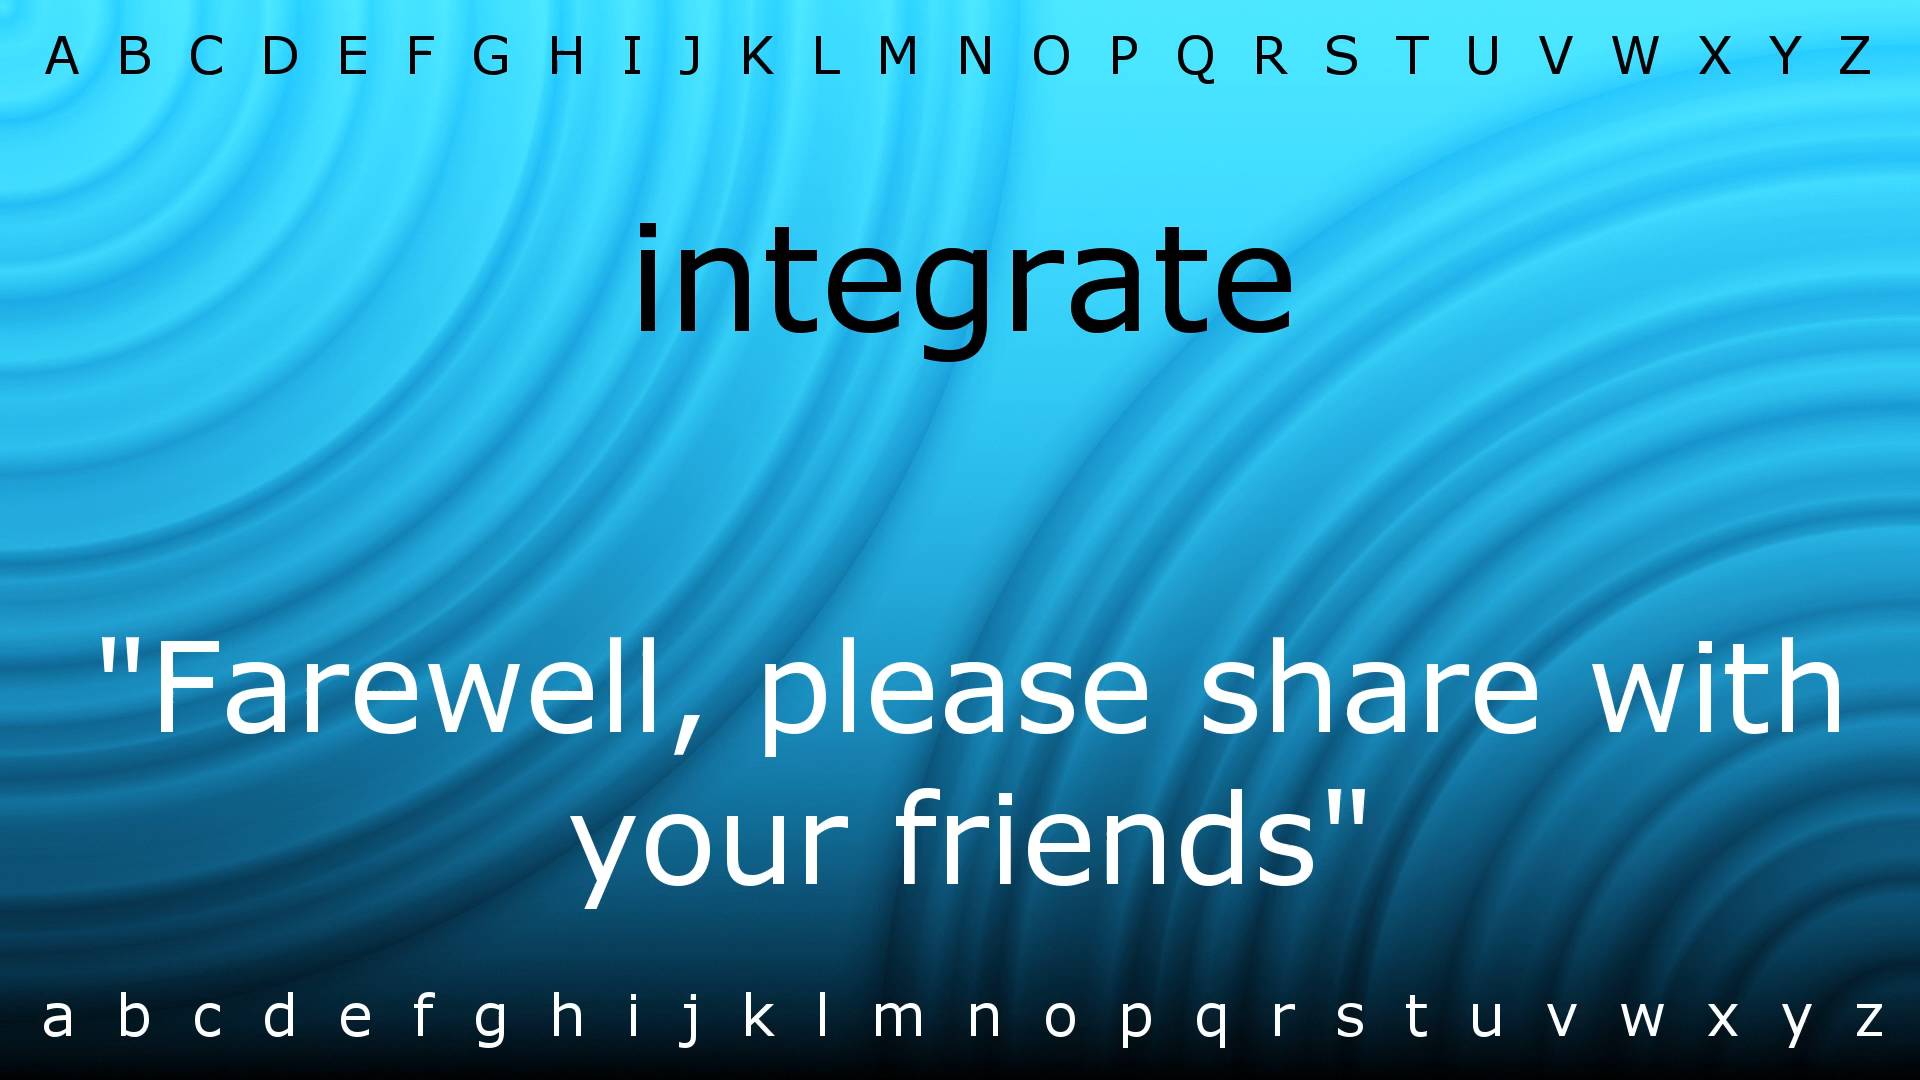 A B C D E F G H I J K L M N O P Q R S T U V W X Y Z
integrate
"Farewell, please share with
your friends"
a b c d e f g h i j k l m n o p q r s t u v w x y z